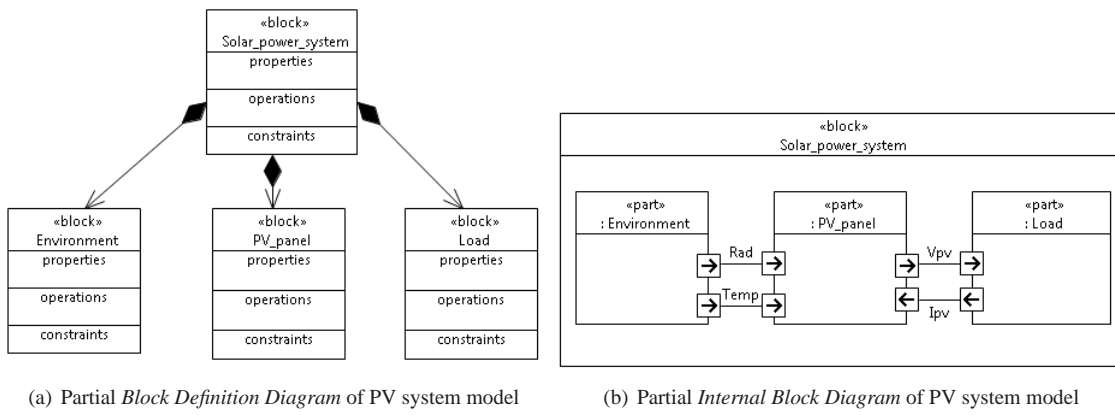 «block»
Solar_power_system
properties
operations
constraints
«block»
Environment
properties
operations
constraints
«block»
PV_panel
properties
operations
constraints
«block»
Load
properties
operations
constraints
(a) Partial Block Definition Diagram of PV system model
«block»
Solar_power_system
«part»
: Environment
«part»
: PV_panel
«part»
: Load
Rad
Temp
Vpv
Ipv
(b) Partial Internal Block Diagram of PV system model